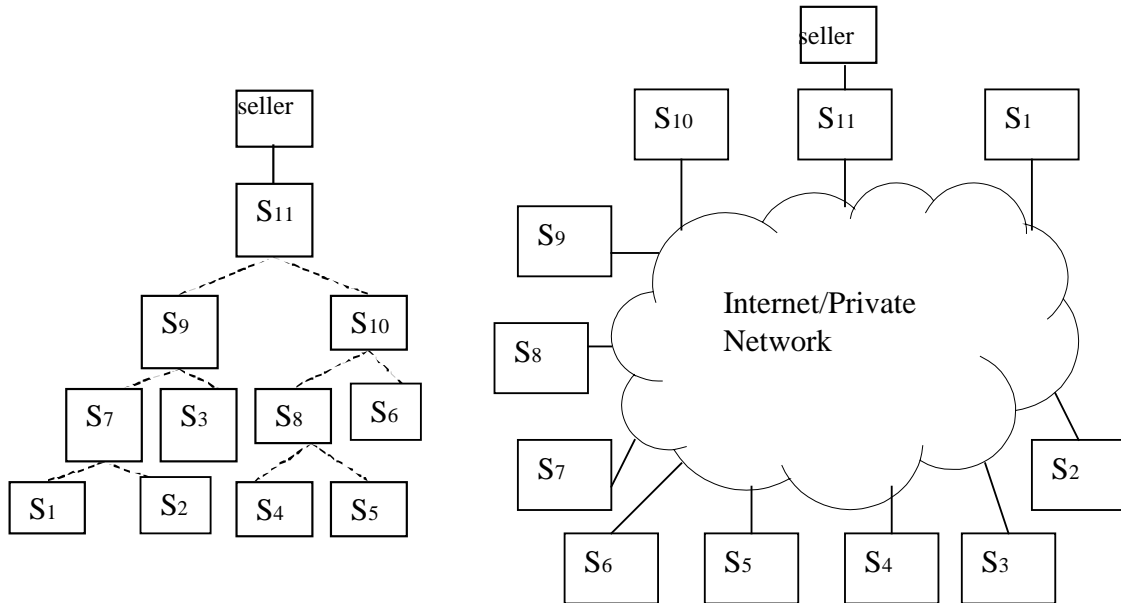 seller
S11
S9
S10
S7
S3
S8
S6
S1
S2
S4
S5
seller
S10
S11
S1
S9
Internet/Private
Network
S8
S7
S2
S6
S5
S4
S3